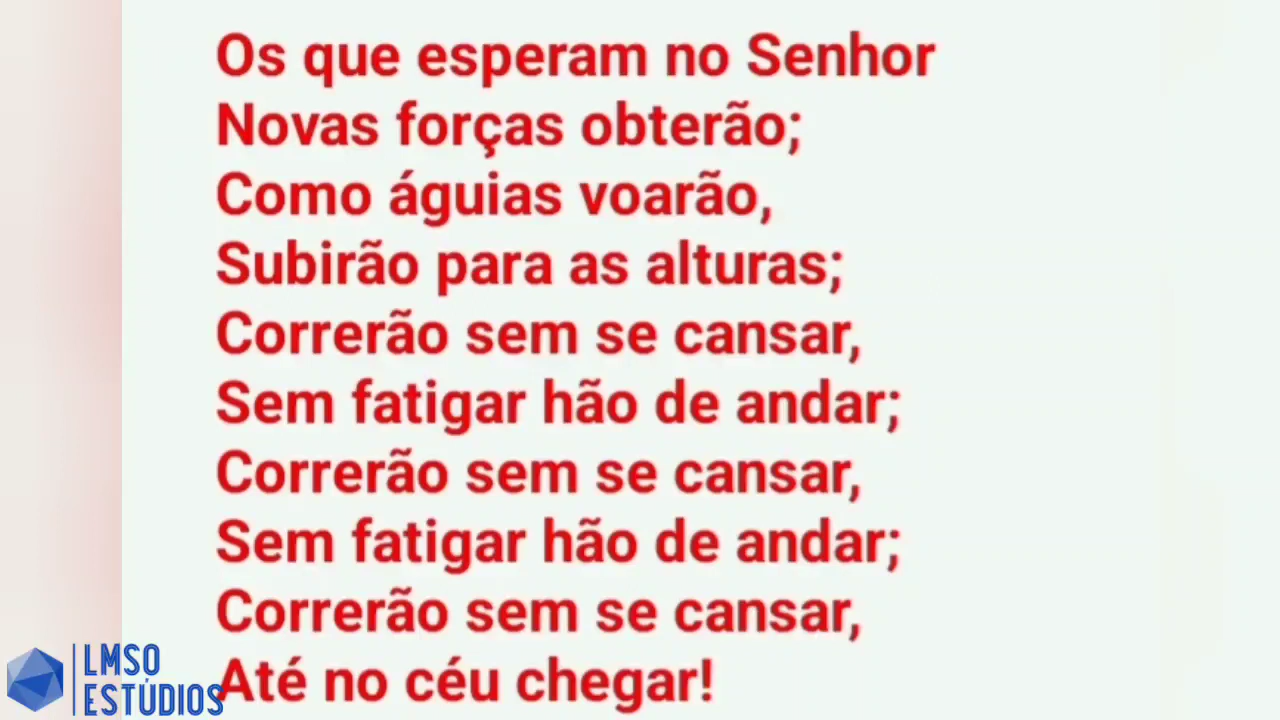 Os que esperam no Senhor
Novas forças obterão;
Como águias voarão,
Subirão para as alturas;
Correrão sem se cansar,
Sem fatigar hão de andar;
Correrão sem se cansar,
Sem fatigar hão de andar;
Correrão sem se cansar,
Até no céu chegar!
LMSO
ESTÚDIOS